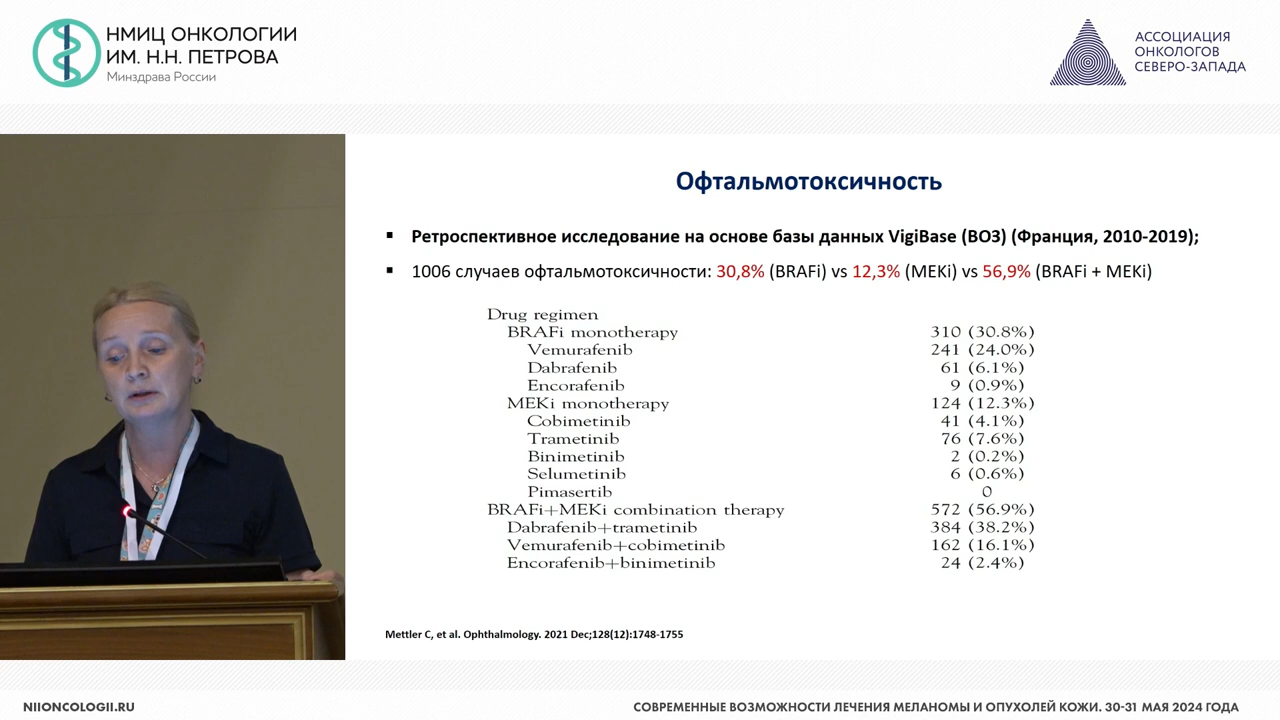 НМИЦ ОНКОЛОГИИ
ИМ. Н.Н. ПЕТРОВА
Минздрава России
АССОЦИАЦИЯ
ОНКОЛОГОВ
СЕВЕРО-ЗАПАДА
Офтальмотоксичность
▪ Ретроспективное исследование на основе базы данных VigiBase (ВОЗ) (Франция, 2010-2019);
▪ 1006 случаев офтальмотоксичности: 30,8% (BRAFi) vs 12,3% (MEKi) vs 56,9% (BRAFi + MEKi)
Drug regimen
BRAFi monotherapy 310 (30.8%)
Vemurafenib 241 (24.0%)
Dabrafenib 61 (6.1%)
Encorafenib 9 (0.9%)
MEKi monotherapy 124 (12.3%)
Cobimetinib 41 (4.1%)
Trametinib 76 (7.6%)
Binimetinib 2 (0.2%)
Selumetinib 6 (0.6%)
Pimasertib 0
BRAFi+MEKi combination therapy 572 (56.9%)
Dabrafenib+trametinib 384 (38.2%)
Vemurafenib+cobimetinib 162 (16.1%)
Encorafenib+binimetinib 24 (2.4%)
Mettler C, et al. Ophthalmology. 2021 Dec;128(12):1748-1755
NIIONCOLOGII.RU
СОВРЕМЕННЫЕ ВОЗМОЖНОСТИ ЛЕЧЕНИЯ МЕЛАНОМЫ И ОПУХОЛЕЙ КОЖИ. 30-31 МАЯ 2024 ГОДА